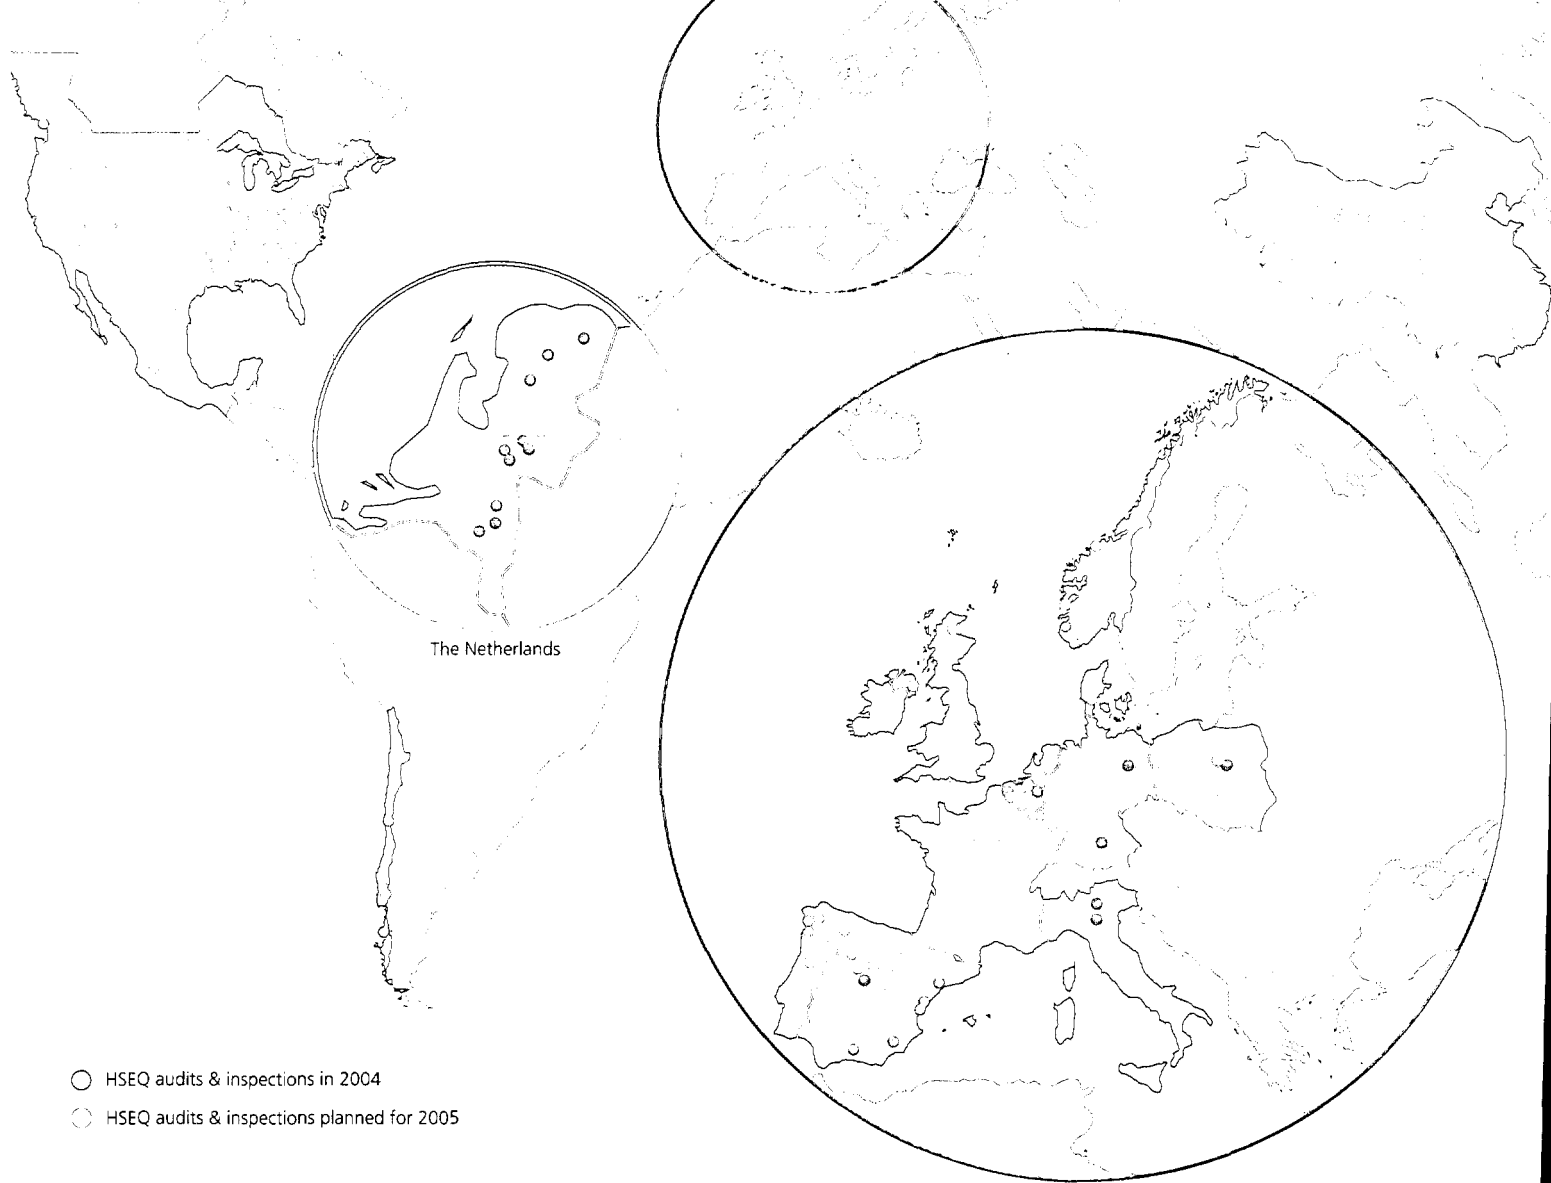 The Netherlands
HSEQ audits & inspections in 2004
HSEQ audits & inspections planned for 2005